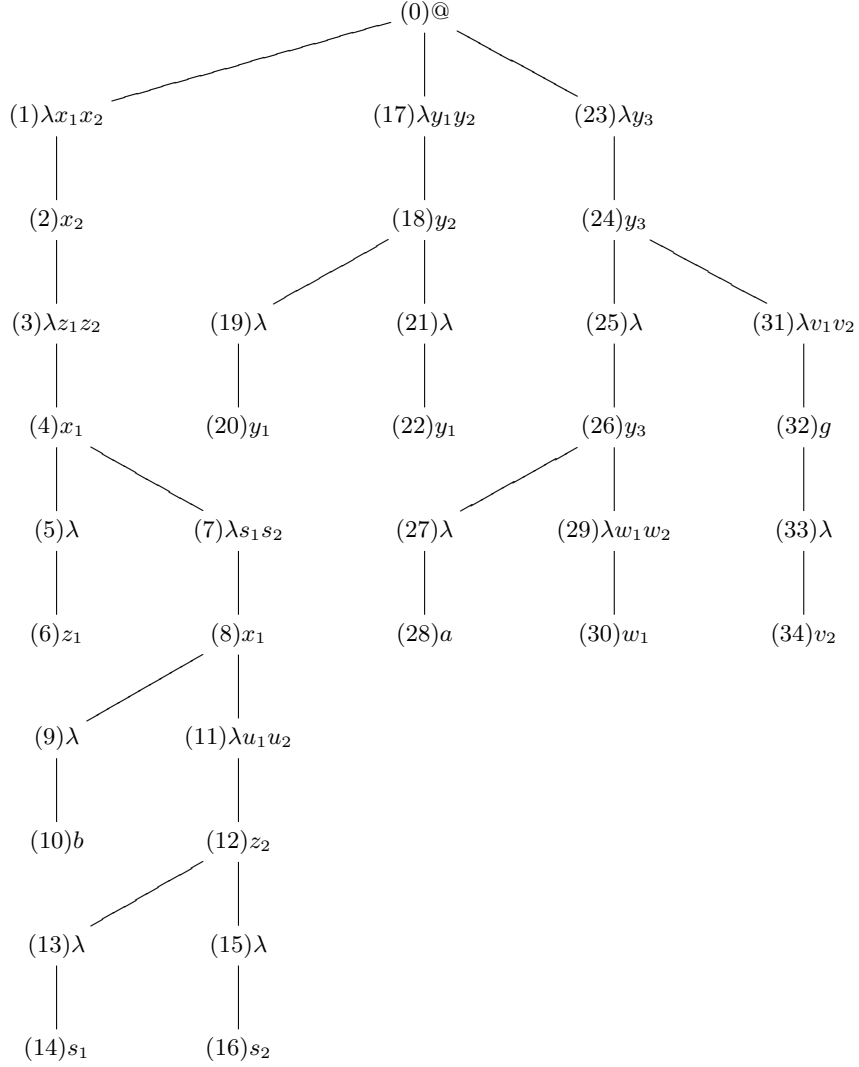 (0)@
(1)λx₁x₂ (17)λy₁y₂ (23)λy₃
(2)x₂ (18)y₂ (24)y₃
(3)λz₁z₂ (19)λ (21)λ (25)λ (31)λv₁v₂
(4)x₁ (20)y₁ (22)y₁ (26)y₃ (32)g
(5)λ (7)λs₁s₂ (27)λ (29)λw₁w₂ (33)λ
(6)z₁ (8)x₁ (28)a (30)w₁ (34)v₂
(9)λ (11)λu₁u₂
(10)b (12)z₂
(13)λ (15)λ
(14)s₁ (16)s₂